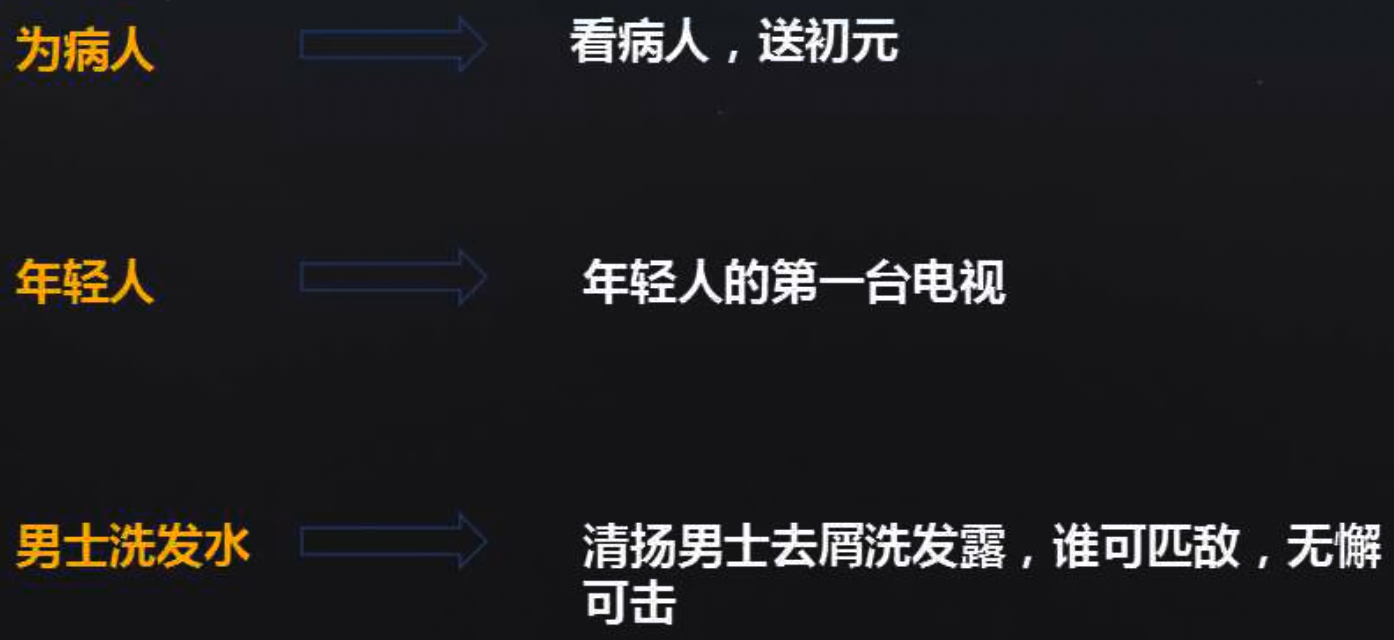 为病人
看病人，送初元
年轻人
年轻人的第一台电视
男士洗发水
清扬男士去屑洗发露，谁可匹敌，无懈
可击